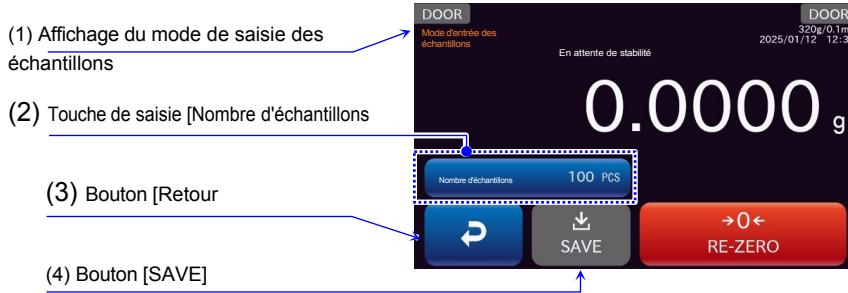 (1) Affichage du mode de saisie des
échantillons
(2) Touche de saisie [Nombre d'échantillons
(3) Bouton [Retour
(4) Bouton [SAVE]
DOOR
DOOR
Mode d'entrée des
échantillons
320g/0.1m
2025/01/12 12:3
En attente de stabilité
0.0000 g
Nombre d'échantillons 100 PCS
SAVE
→0←
RE-ZERO